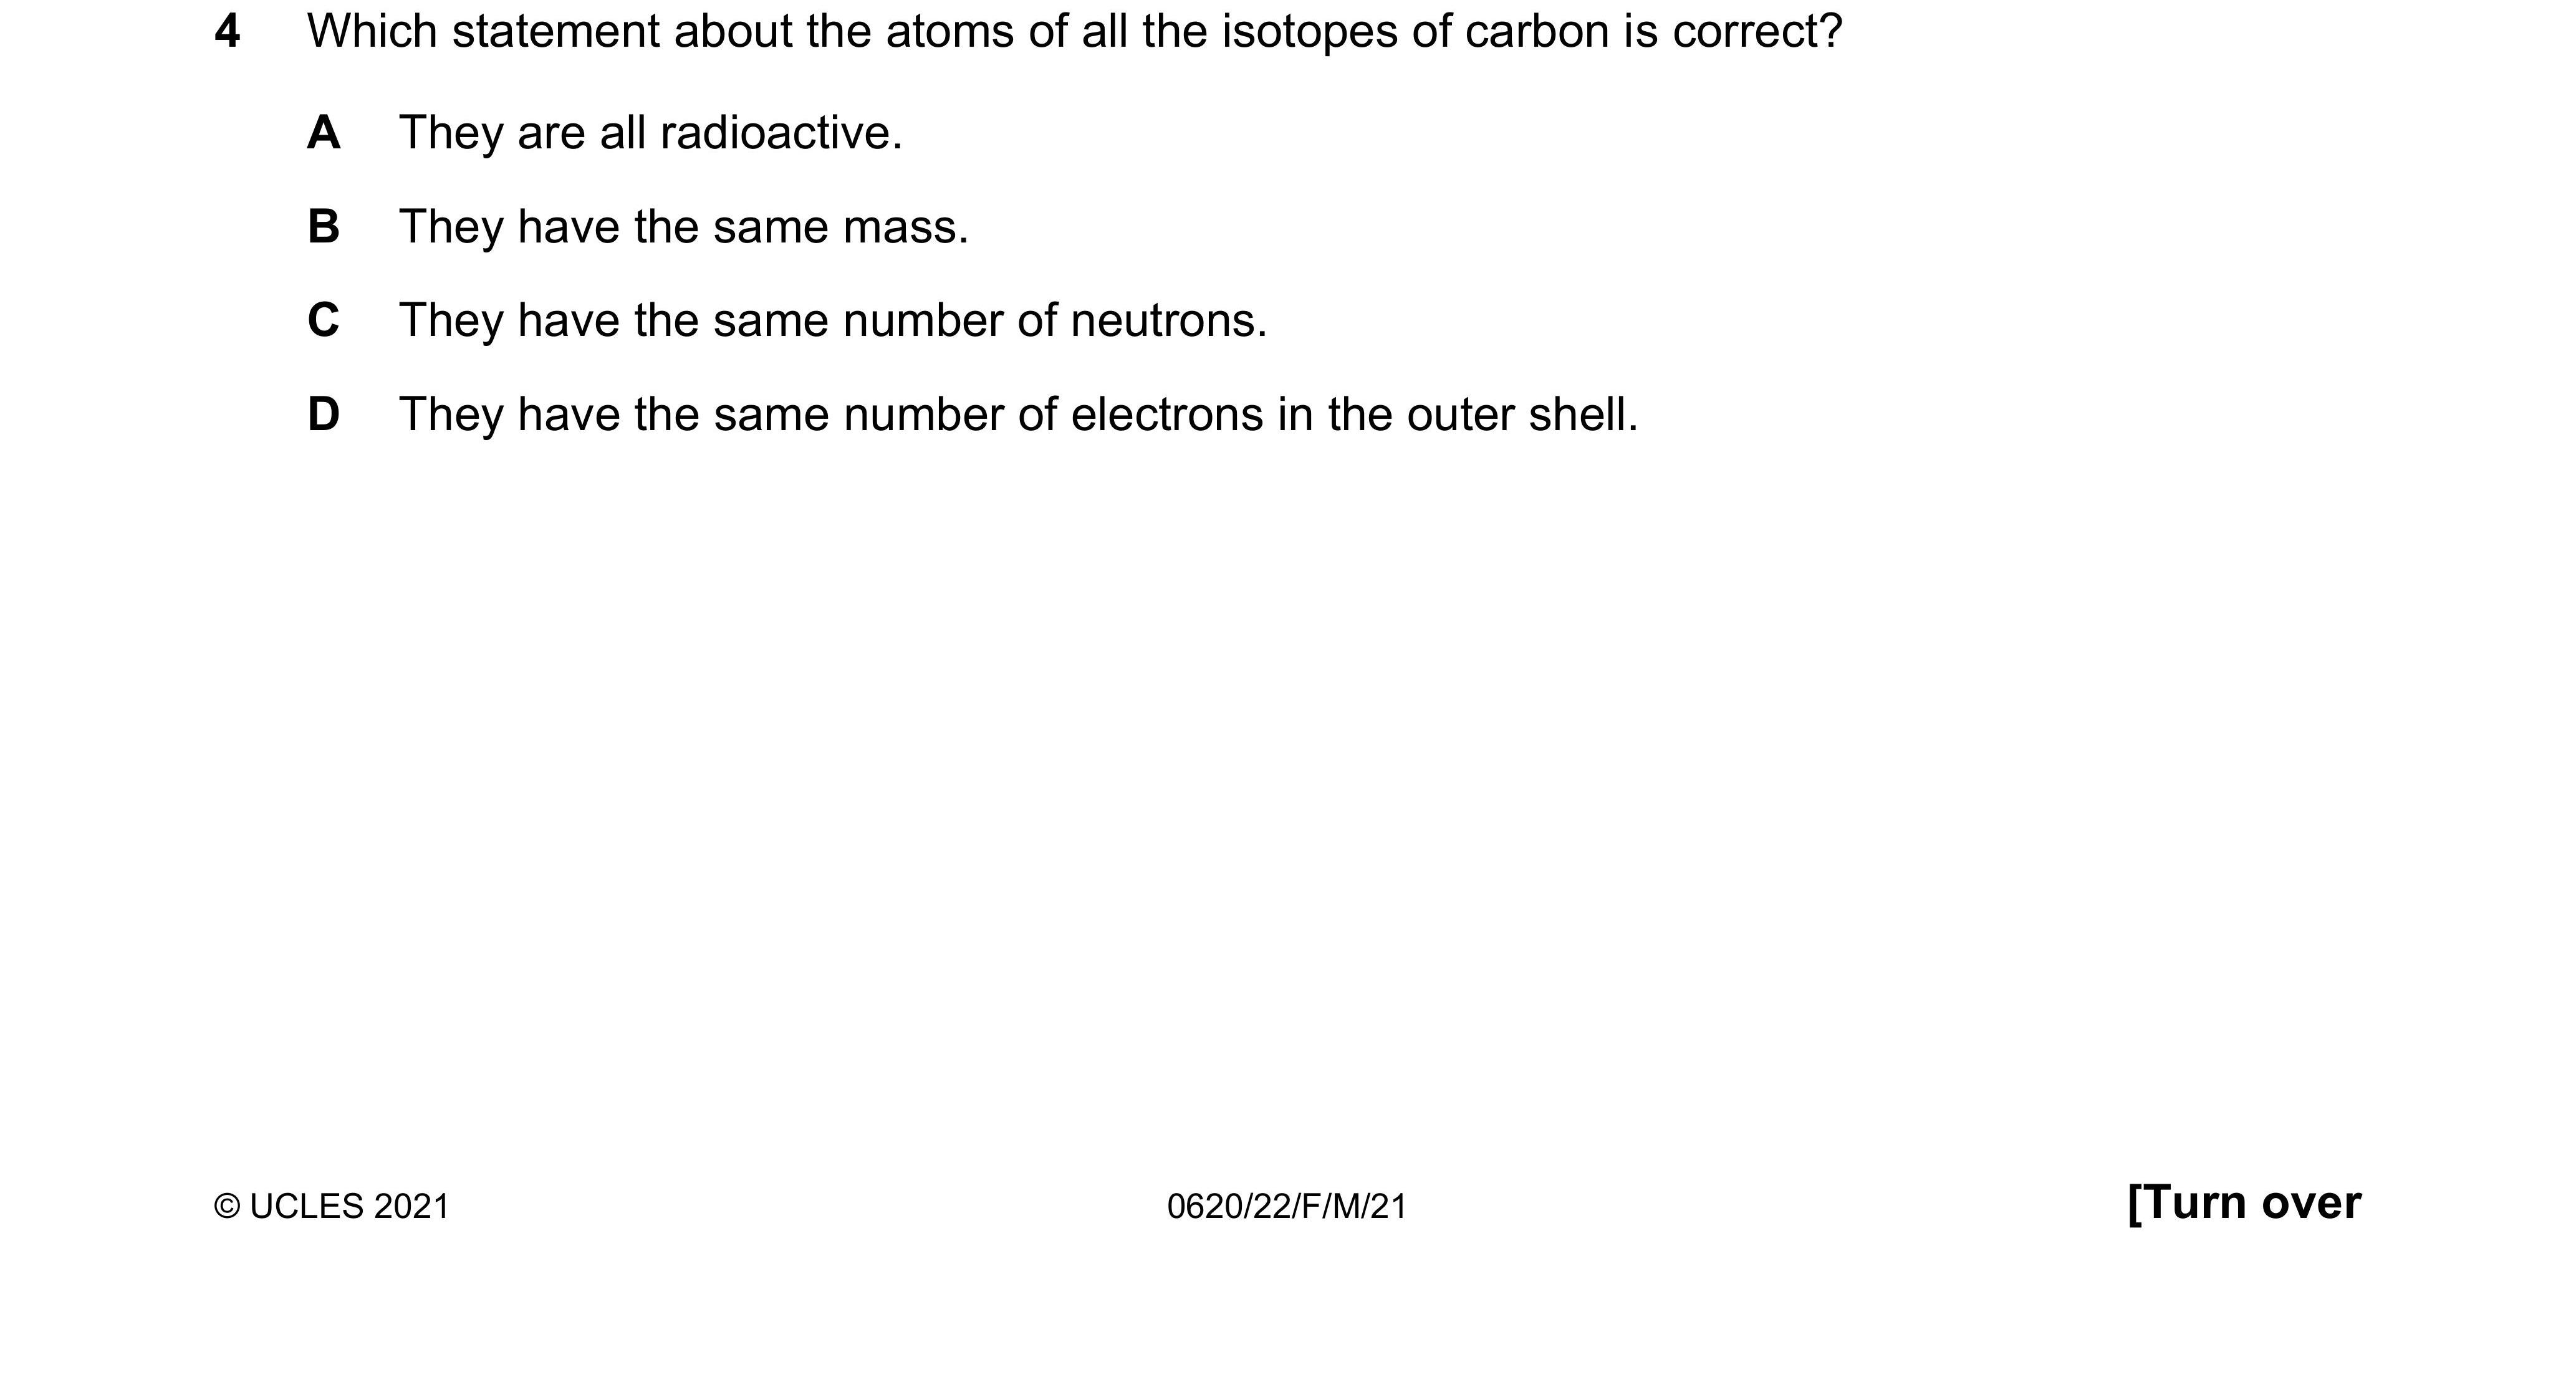 4 Which statement about the atoms of all the isotopes of carbon is correct?
A They are all radioactive.
B They have the same mass.
C They have the same number of neutrons.
D They have the same number of electrons in the outer shell.
© UCLES 2021 0620/22/F/M/21 [Turn over